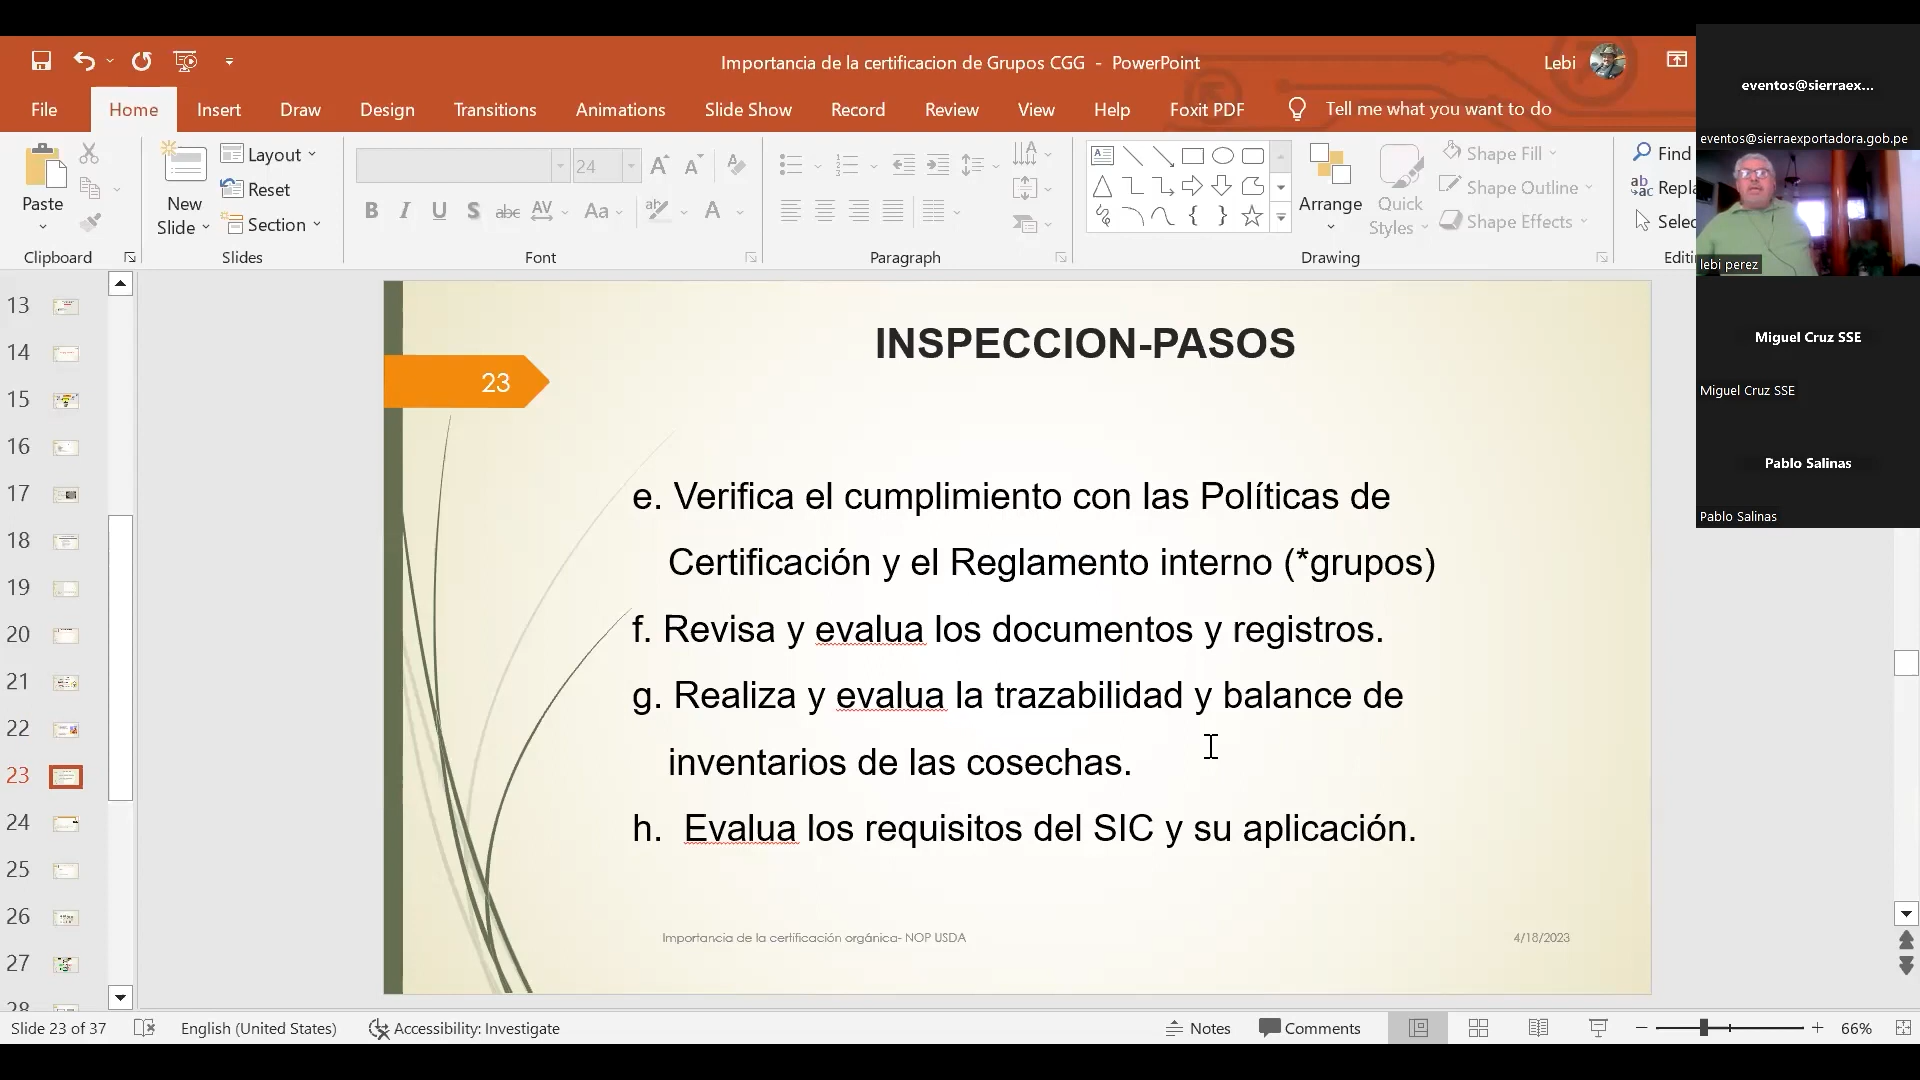 Importancia de la certificacion de Grupos CGG - PowerPoint
Lebi
File Home Insert Draw Design Transitions Animations Slide Show Record Review View Help Foxit PDF Tell me what you want to do
Paste
Clipboard
New Slide
Layout
Reset
Section
Slides
24
Font
Paragraph
Arrange
Quick Styles
Shape Fill
Shape Outline
Shape Effects
Drawing
Find
Repla
Selec
Editi
eventos@sierraex...
eventos@sierraexportadora.gob.pe
lebi perez
Miguel Cruz SSE
Miguel Cruz SSE
Pablo Salinas
Pablo Salinas
13
14
15
16
17
18
19
20
21
22
23
24
25
26
27
28
INSPECCION-PASOS
23
e. Verifica el cumplimiento con las Políticas de
Certificación y el Reglamento interno (*grupos)
f. Revisa y evalua los documentos y registros.
g. Realiza y evalua la trazabilidad y balance de
inventarios de las cosechas.
h. Evalua los requisitos del SIC y su aplicación.
Importancia de la certificación orgánica- NOP USDA
4/18/2023
Slide 23 of 37 English (United States) Accessibility: Investigate Notes Comments 66%